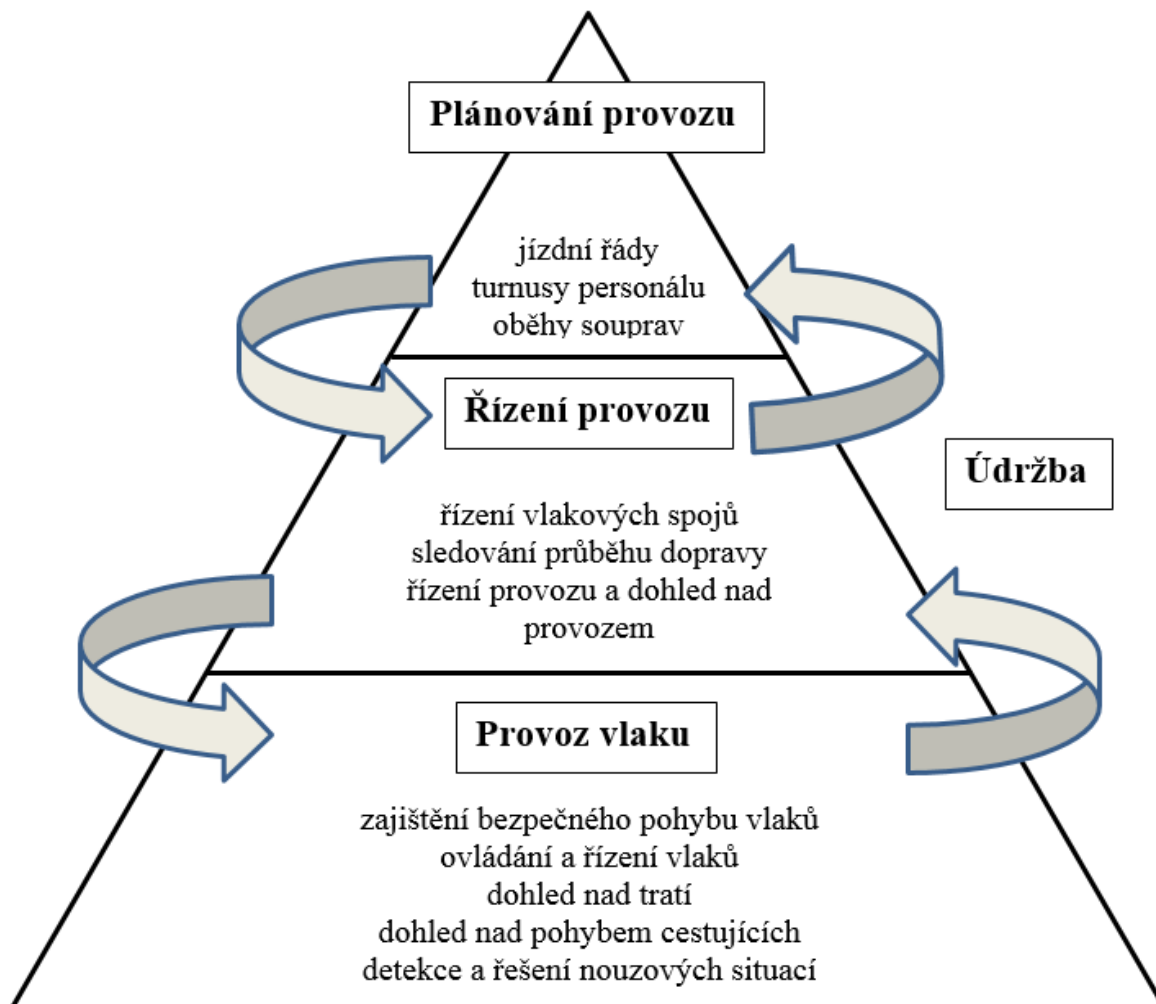 Plánování provozu
jízdní řády
turnusy personálu
oběhy souprav
Řízení provozu
Údržba
řízení vlakových spojů
sledování průběhu dopravy
řízení provozu a dohled nad
provozem
Provoz vlaku
zajištění bezpečného pohybu vlaků
ovládání a řízení vlaků
dohled nad tratí
dohled nad pohybem cestujících
detekce a řešení nouzových situací